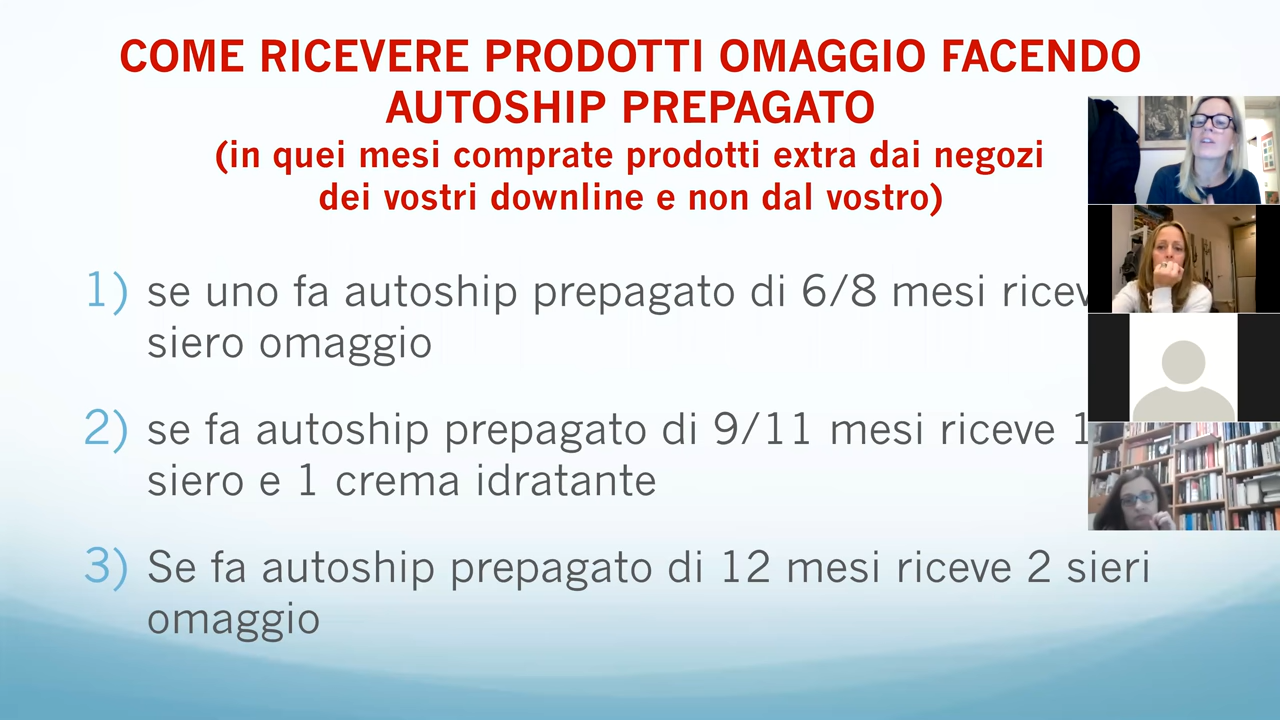 COME RICEVERE PRODOTTI OMAGGIO FACENDO
AUTOSHIP PREPAGATO
(in quei mesi comprate prodotti extra dai negozi
dei vostri downline e non dal vostro)
1) se uno fa autoship prepagato di 6/8 mesi
siero omaggio
2) se fa autoship prepagato di 9/11 mesi riceve 1
siero e 1 crema idratante
3) Se fa autoship prepagato di 12 mesi riceve 2 sieri
omaggio